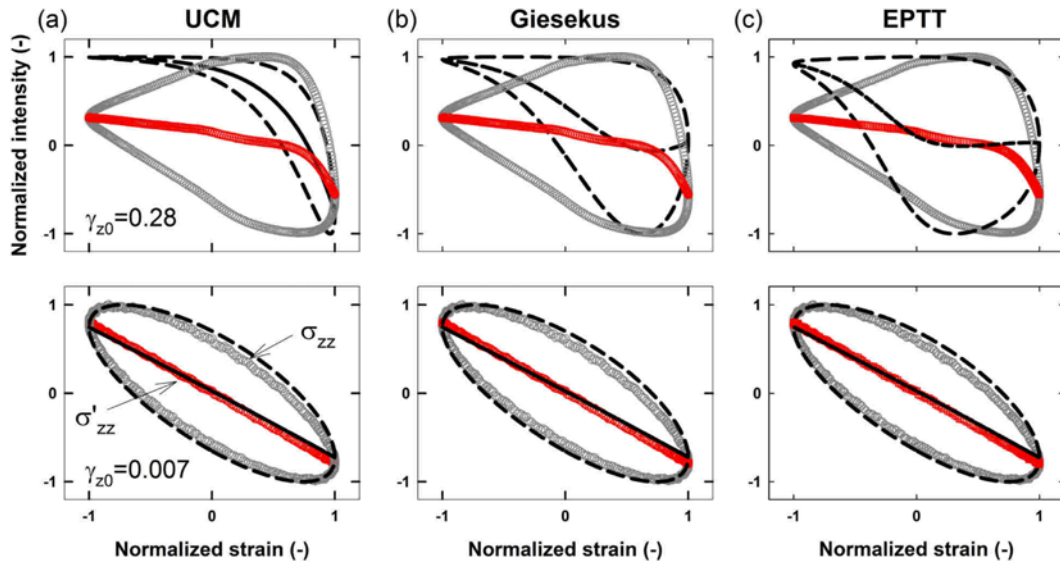 (a) UCM (b) Giesekus (c) EPTT
Normalized intensity (-)
1 1 1
0 0 0
-1 -1 -1
γz0=0.28
1 1 1
0 0 0
-1 -1 -1
σzz
σ'zz
γz0=0.007
-1 0 1 -1 0 1 -1 0 1
Normalized strain (-) Normalized strain (-) Normalized strain (-)